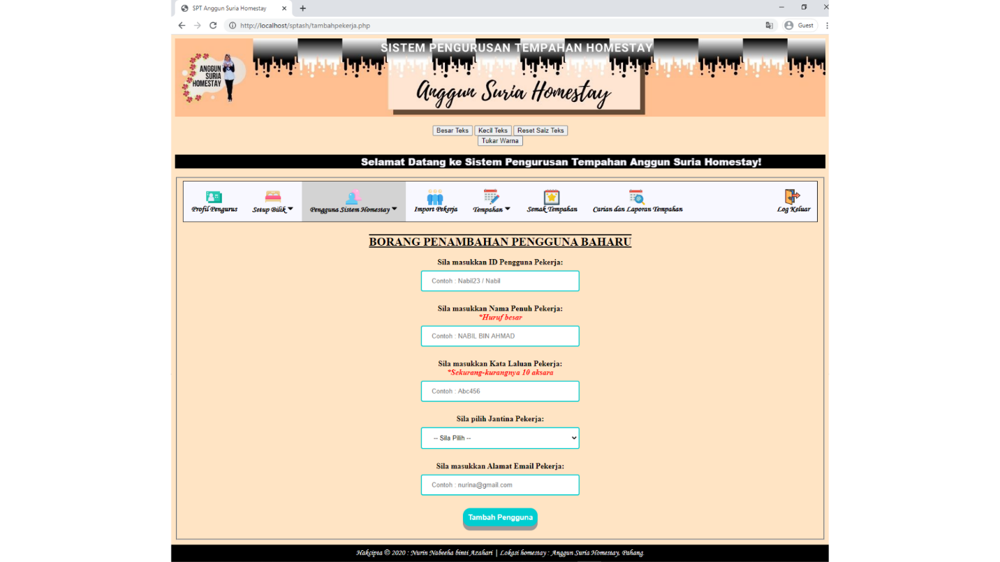 SPT Anggun Suria Homestay
http://localhost/sptash/tambahpekerja.php
Guest
SISTEM PENGURUSAN TEMPAHAN HOMESTAY
ANGGUN
SURIA
HOMESTAY
Anggun Suria Homestay
Besar Teks Kecil Teks Reset Saiz Teks
Tukar Warna
Selamat Datang ke Sistem Pengurusan Tempahan Anggun Suria Homestay!
Profil Pengurus Setup Bilik Pengguna Sistem Homestay Import Pekerja Tempahan Semak Tempahan Carian dan Laporan Tempahan Log Keluar
BORANG PENAMBAHAN PENGGUNA BAHARU
Sila masukkan ID Pengguna Pekerja:
Contoh : Nabil23 / Nabil
Sila masukkan Nama Penuh Pekerja:
*Huruf besar
Contoh : NABIL BIN AHMAD
Sila masukkan Kata Laluan Pekerja:
*Sekurang-kurangnya 10 aksara
Contoh : Abc456
Sila pilih Jantina Pekerja:
-- Sila Pilih --
Sila masukkan Alamat Email Pekerja:
Contoh : nurina@gmail.com
Tambah Pengguna
Hakcipta © 2020 : Nurin Nabeeha binti Azahari | Lokasi homestay : Anggun Suria Homestay, Pahang.